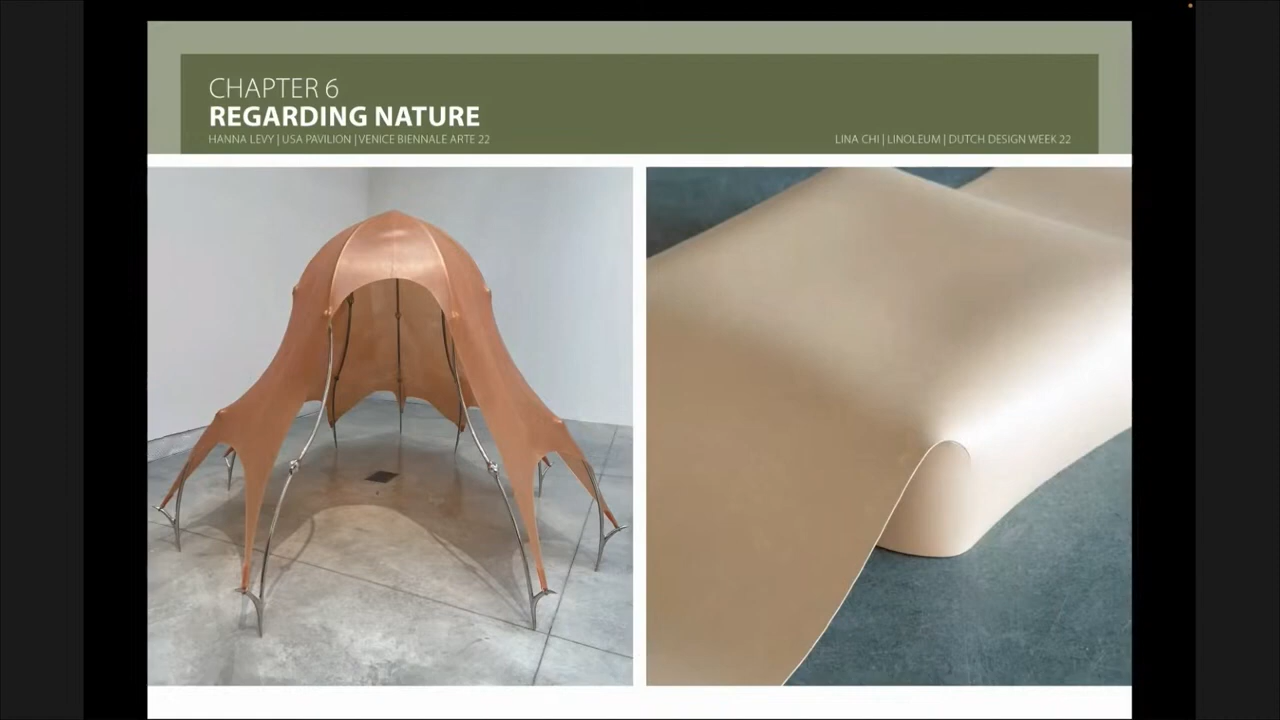 CHAPTER 6
REGARDING NATURE
HANNA LEVY | USA PAVILION | VENICE BIENNALE ARTE 22
LINA CHI | LINOLEUM | DUTCH DESIGN WEEK 22